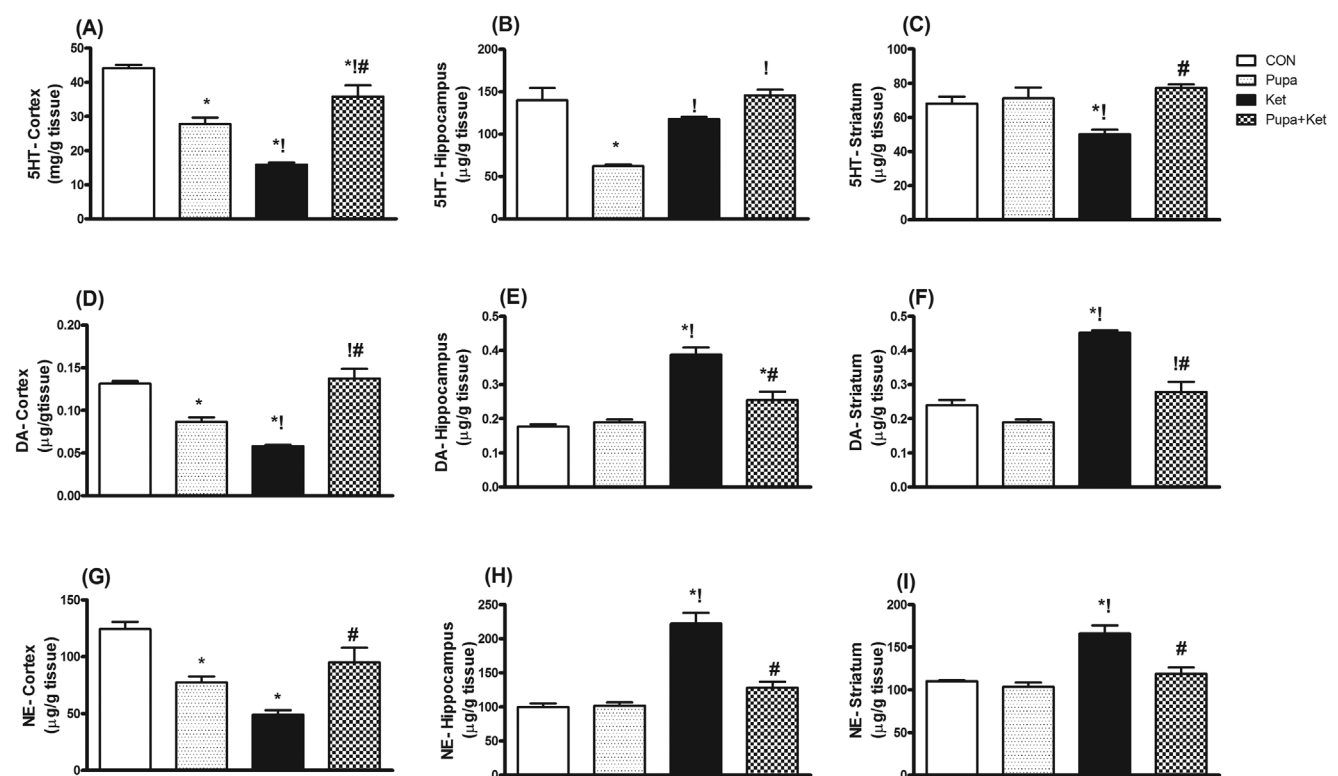 (A)
5HT- Cortex
(mg/g tissue)
50
40
30
20
10
0
*
*!
*!#
(B)
5HT- Hippocampus
(μg/g tissue)
200
150
100
50
0
*
!
!
(C)
5HT- Striatum
(μg/g tissue)
100
80
60
40
20
0
*!
#
CON
Pupa
Ket
Pupa+Ket
(D)
DA- Cortex
(μg/gtissue)
0.20
0.15
0.10
0.05
0.00
*
*!
!#
(E)
DA- Hippocampus
(μg/g tissue)
0.5
0.4
0.3
0.2
0.1
0.0
*!
*#
(F)
DA- Striatum
(μg/g tissue)
0.5
0.4
0.3
0.2
0.1
0.0
*!
!#
(G)
NE- Cortex
(μg/g tissue)
150
100
50
0
*
*
#
(H)
NE- Hippocampus
(μg/g tissue)
250
200
150
100
50
0
*!
#
(I)
NE- Striatum
(μg/g tissue)
200
150
100
50
0
*!
#